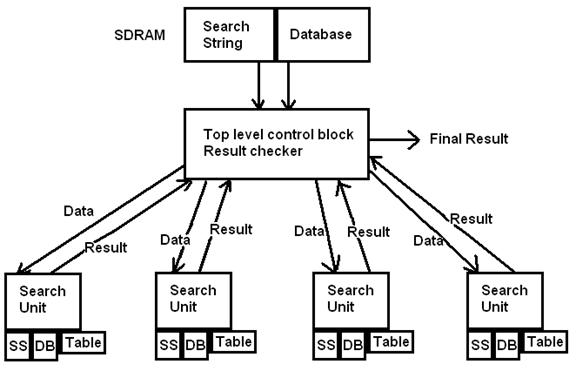 SDRAM
Search
String
Database
Top level control block
Result checker
Final Result
Data
Result
Data
Result
Data
Result
Data
Result
Search
Unit
Search
Unit
Search
Unit
Search
Unit
SS DB Table
SS DB Table
SS DB Table
SS DB Table